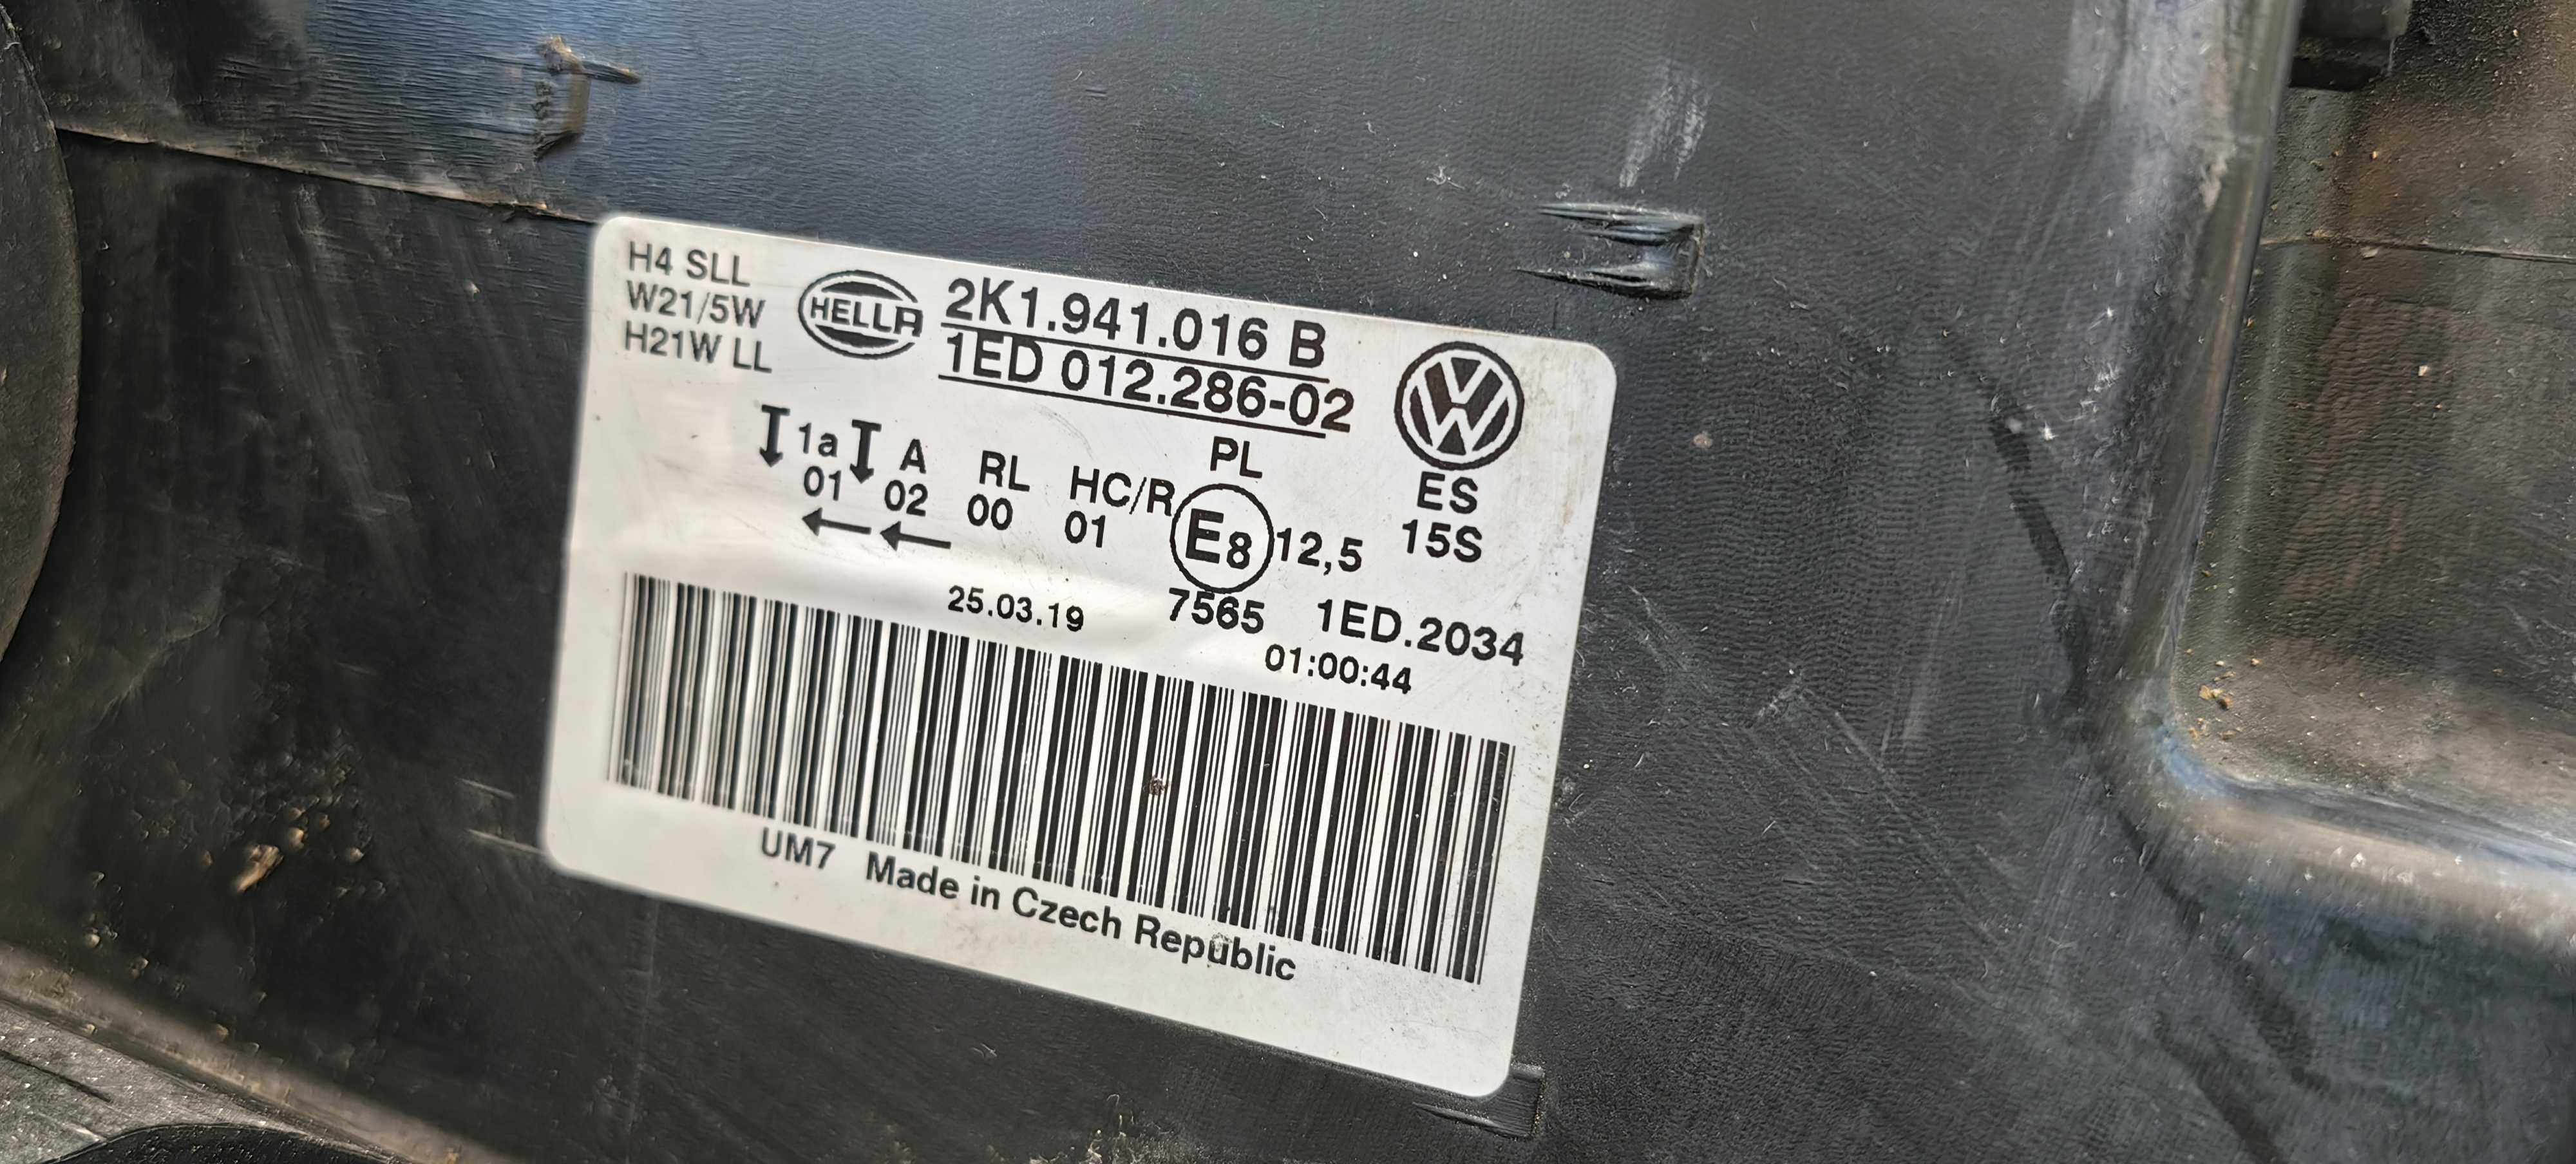 H4 SLL
W21/5W
H21W LL
HELLA
2K1.941.016 B
1ED 012.286-02
VW
1a A RL HC/R PL ES
01 02 00 01 E8 12,5 15S
25.03.19 7565 1ED.2034
01:00:44
UM7 Made in Czech Republic